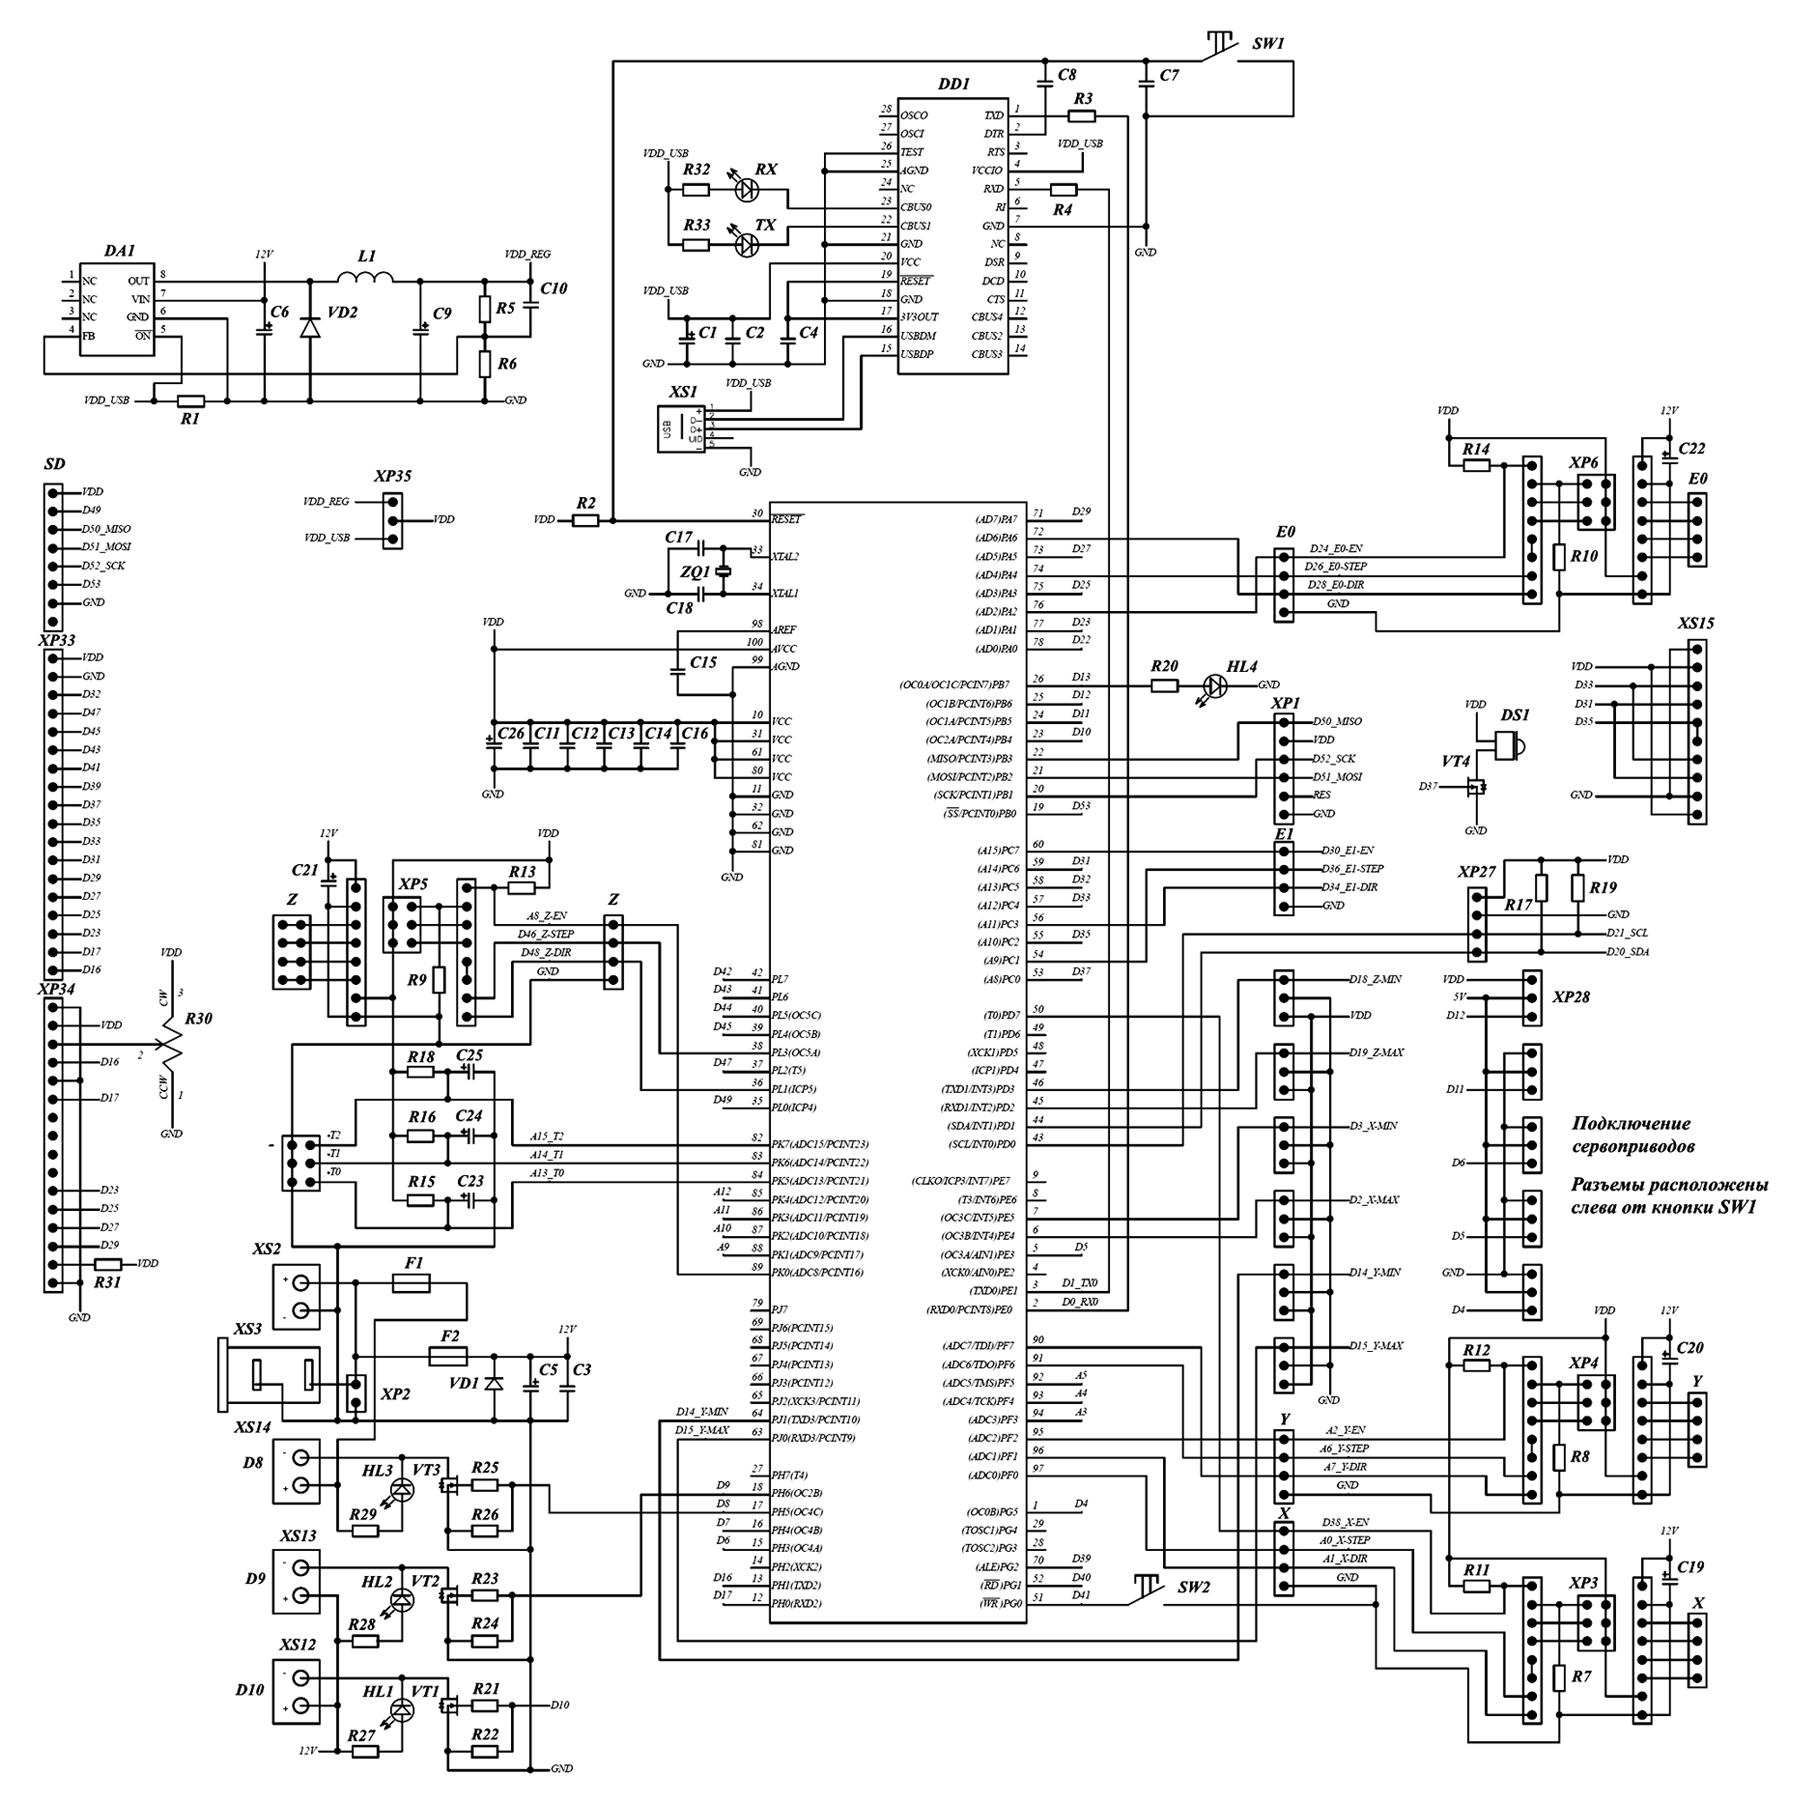 SW1
C8
C7
DD1
R3
28 OSCO TXD 1
27 OSCI DTR 2
26 TEST RTS 3 VDD_USB
25 AGND VCCIO 4
24 NC RXD 5
23 CBUS0 RI 6
22 CBUS1 GND 7
21 GND NC 8
20 VCC DSR 9
19 RESET DCD 10
18 GND CTS 11
17 3V3OUT CBUS4 12
16 USBDM CBUS2 13
15 USBDP CBUS3 14
R4
GND
VDD_USB
R32 RX
R33 TX
VDD_USB
C1 C2 C4
GND
XS1
VDD_USB
USB
+ 1
D- 2
D+ 3
UID 4
- 5
GND
DA1
12V
L1
VDD_REG
1 NC OUT 8
2 NC VIN 7
3 NC GND 6
4 FB ON 5
C6 VD2 C9 R5 C10
R6
VDD_USB
R1
GND
SD
VDD
D49
D50_MISO
D51_MOSI
D52_SCK
D53
GND
XP33
VDD
GND
D32
D47
D45
D43
D41
D39
D37
D35
D33
D31
D29
D27
D25
D23
D17
D16
XP34
VDD
D16
D17
D23
D25
D27
D29
R31 VDD
GND
VDD
CW 3
R30
2
CCW 1
GND
XP35
VDD_REG
VDD
VDD_USB
VDD R2
C17
ZQ1
GND
C18
VDD
C15
C26 C11 C12 C13 C14 C16
GND
GND
30 RESET
33 XTAL2
34 XTAL1
98 AREF
100 AVCC
99 AGND
10 VCC
31 VCC
61 VCC
80 VCC
11 GND
32 GND
62 GND
81 GND
D42 42 PL7
D43 41 PL6
D44 40 PL5(OC5C)
D45 39 PL4(OC5B)
38 PL3(OC5A)
D47 37 PL2(T5)
36 PL1(ICP5)
D49 35 PL0(ICP4)
82 PK7(ADC15/PCINT23)
83 PK6(ADC14/PCINT22)
84 PK5(ADC13/PCINT21)
A12 85 PK4(ADC12/PCINT20)
A11 86 PK3(ADC11/PCINT19)
A10 87 PK2(ADC10/PCINT18)
A9 88 PK1(ADC9/PCINT17)
89 PK0(ADC8/PCINT16)
79 PJ7
69 PJ6(PCINT15)
68 PJ5(PCINT14)
67 PJ4(PCINT13)
66 PJ3(PCINT12)
65 PJ2(XCK3/PCINT11)
D14_Y-MIN 64 PJ1(TXD3/PCINT10)
D15_Y-MAX 63 PJ0(RXD3/PCINT9)
27 PH7(T4)
D9 18 PH6(OC2B)
D8 17 PH5(OC4C)
D7 16 PH4(OC4B)
D6 15 PH3(OC4A)
14 PH2(XCK2)
D16 13 PH1(TXD2)
D17 12 PH0(RXD2)
(AD7)PA7 71 D29
(AD6)PA6 72
(AD5)PA5 73 D27
(AD4)PA4 74
(AD3)PA3 75 D25
(AD2)PA2 76
(AD1)PA1 77 D23
(AD0)PA0 78 D22
(OC0A/OC1C/PCINT7)PB7 26 D13
(OC1B/PCINT6)PB6 25 D12
(OC1A/PCINT5)PB5 24 D11
(OC2A/PCINT4)PB4 23 D10
(MISO/PCINT3)PB3 22
(MOSI/PCINT2)PB2 21
(SCK/PCINT1)PB1 20
(SS/PCINT0)PB0 19 D53
(A15)PC7 60
(A14)PC6 59 D31
(A13)PC5 58 D32
(A12)PC4 57 D33
(A11)PC3 56
(A10)PC2 55 D35
(A9)PC1 54
(A8)PC0 53 D37
(T0)PD7 50
(T1)PD6 49
(XCK1)PD5 48
(ICP1)PD4 47
(TXD1/INT3)PD3 46
(RXD1/INT2)PD2 45
(SDA/INT1)PD1 44
(SCL/INT0)PD0 43
(CLKO/ICP3/INT7)PE7 9
(T3/INT6)PE6 8
(OC3C/INT5)PE5 7
(OC3B/INT4)PE4 6
(OC3A/AIN1)PE3 5 D5
(XCK0/AIN0)PE2 4
(TXD0)PE1 3 D1_TX0
(RXD0/PCINT8)PE0 2 D0_RX0
(ADC7/TDI)/PF7 90
(ADC6/TDO)PF6 91
(ADC5/TMS)PF5 92 A5
(ADC4/TCK)PF4 93 A4
(ADC3)PF3 94 A3
(ADC2)PF2 95
(ADC1)PF1 96
(ADC0)PF0 97
(OC0B)PG5 1 D4
(TOSC1)PG4 29
(TOSC2)PG3 28
(ALE)PG2 70 D39
(RD)PG1 52 D40
(WR)PG0 51 D41
SW2
12V
C21
Z
XP5
VDD
R13
R9
Z
A8_Z-EN
D46_Z-STEP
D48_Z-DIR
GND
R18 C25
R16 C24
R15 C23
-
-T2
-T1
-T0
A15_T2
A14_T1
A13_T0
XS2
+
-
F1
XS3
F2
12V
VD1 C5 C3
XP2
XS14
D8
-
+
HL3 VT3 R25
R29 R26
XS13
D9
-
+
HL2 VT2 R23
R28 R24
XS12
D10
-
+
HL1 VT1 R21 D10
R27 R22
12V
GND
E0
D24_E0-EN
D26_E0-STEP
D28_E0-DIR
GND
VDD
R14
XP6
R10
12V
C22
E0
R20 HL4 GND
XP1
D50_MISO
VDD
D52_SCK
D51_MOSI
RES
GND
E1
D30_E1-EN
D36_E1-STEP
D34_E1-DIR
GND
VDD
DS1
VT4
D37
GND
XS15
VDD
D33
D31
D35
GND
XP27
VDD
R17 R19
GND
D21_SCL
D20_SDA
D18_Z-MIN
VDD
D19_Z-MAX
D3_X-MIN
D2_X-MAX
D14_Y-MIN
D15_Y-MAX
GND
VDD
5V
D12
XP28
D11
D6
D5
GND
D4
Подключение
сервоприводов
Разъемы расположены
слева от кнопки SW1
VDD 12V
R12 XP4 C20
Y
R8
Y
A2_Y-EN
A6_Y-STEP
A7_Y-DIR
GND
X
D38_X-EN
A0_X-STEP
A1_X-DIR
GND
12V
R11 XP3 C19
X
R7